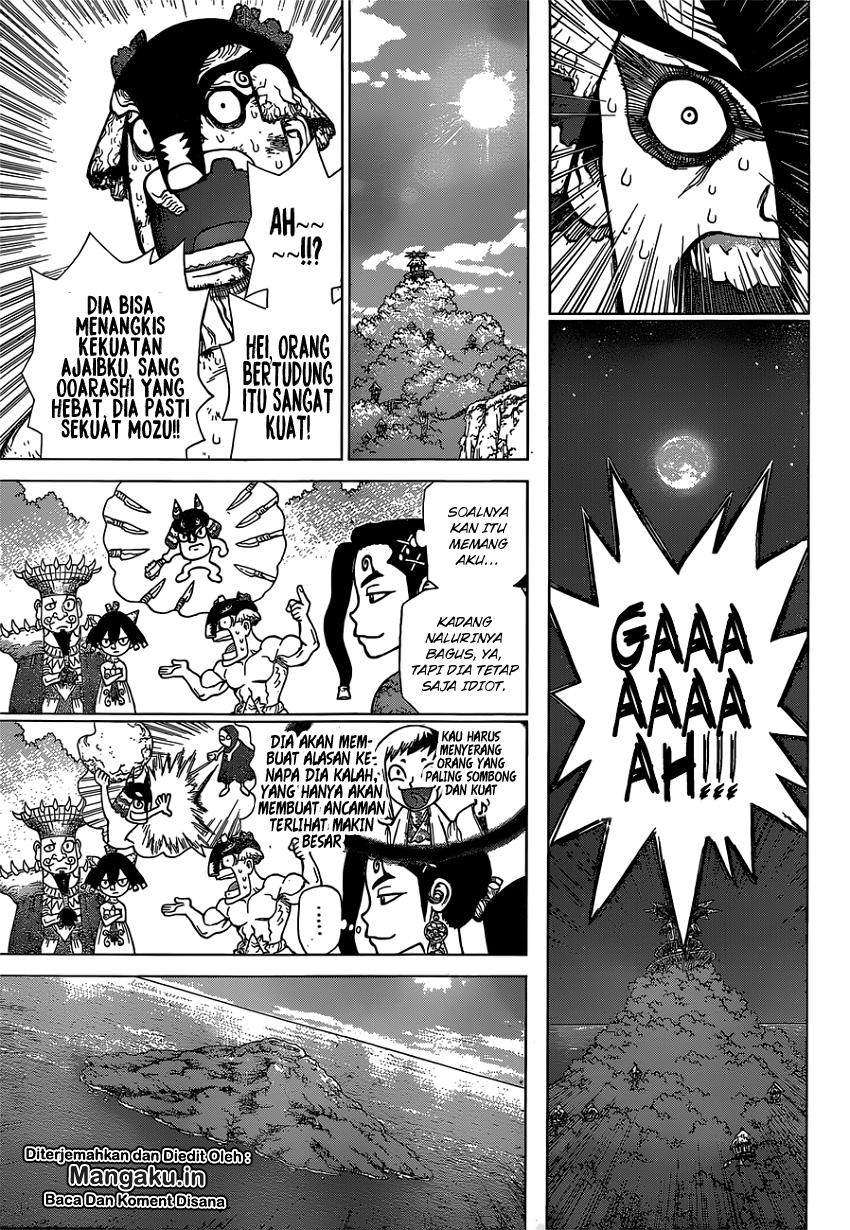 GAAA
AAAA
AH!!!
AH~~
~~!!?
HEI, ORANG
BERTUDUNG
ITU SANGAT
KUAT!
DIA BISA
MENANGKIS
KEKUATAN
AJAIBKU, SANG
OOARASHI YANG
HEBAT, DIA PASTI
SEKUAT MOZU!!
SOALNYA
KAN ITU
MEMANG
AKU...
KADANG
NALURINYA
BAGUS, YA,
TAPI DIA TETAP
SAJA IDIOT.
KAU HARUS
MENYERANG
ORANG YANG
PALING SOMBONG
DAN KUAT
DIA AKAN MEM-
BUAT ALASAN KE-
NAPA DIA KALAH,
YANG HANYA AKAN
MEMBUAT ANCAMAN
TERLIHAT MAKIN
BESAR
......
Diterjemahkan dan Diedit Oleh :
Mangaku.in
Baca Dan Koment Disana